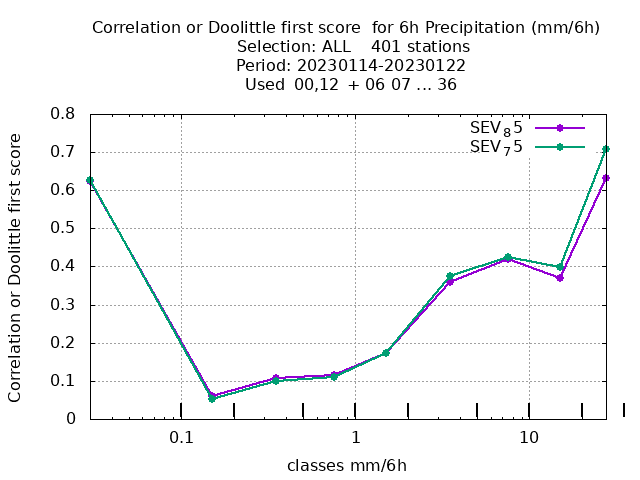 Correlation or Doolittle first score  for 6h Precipitation (mm/6h)
Selection: ALL    401 stations
Period: 20230114-20230122
Used  00,12  + 06 07 ... 36
Correlation or Doolittle first score
0.8
0.7
0.6
0.5
0.4
0.3
0.2
0.1
0
SEV₈5
SEV₇5
0.1
1
10
classes mm/6h